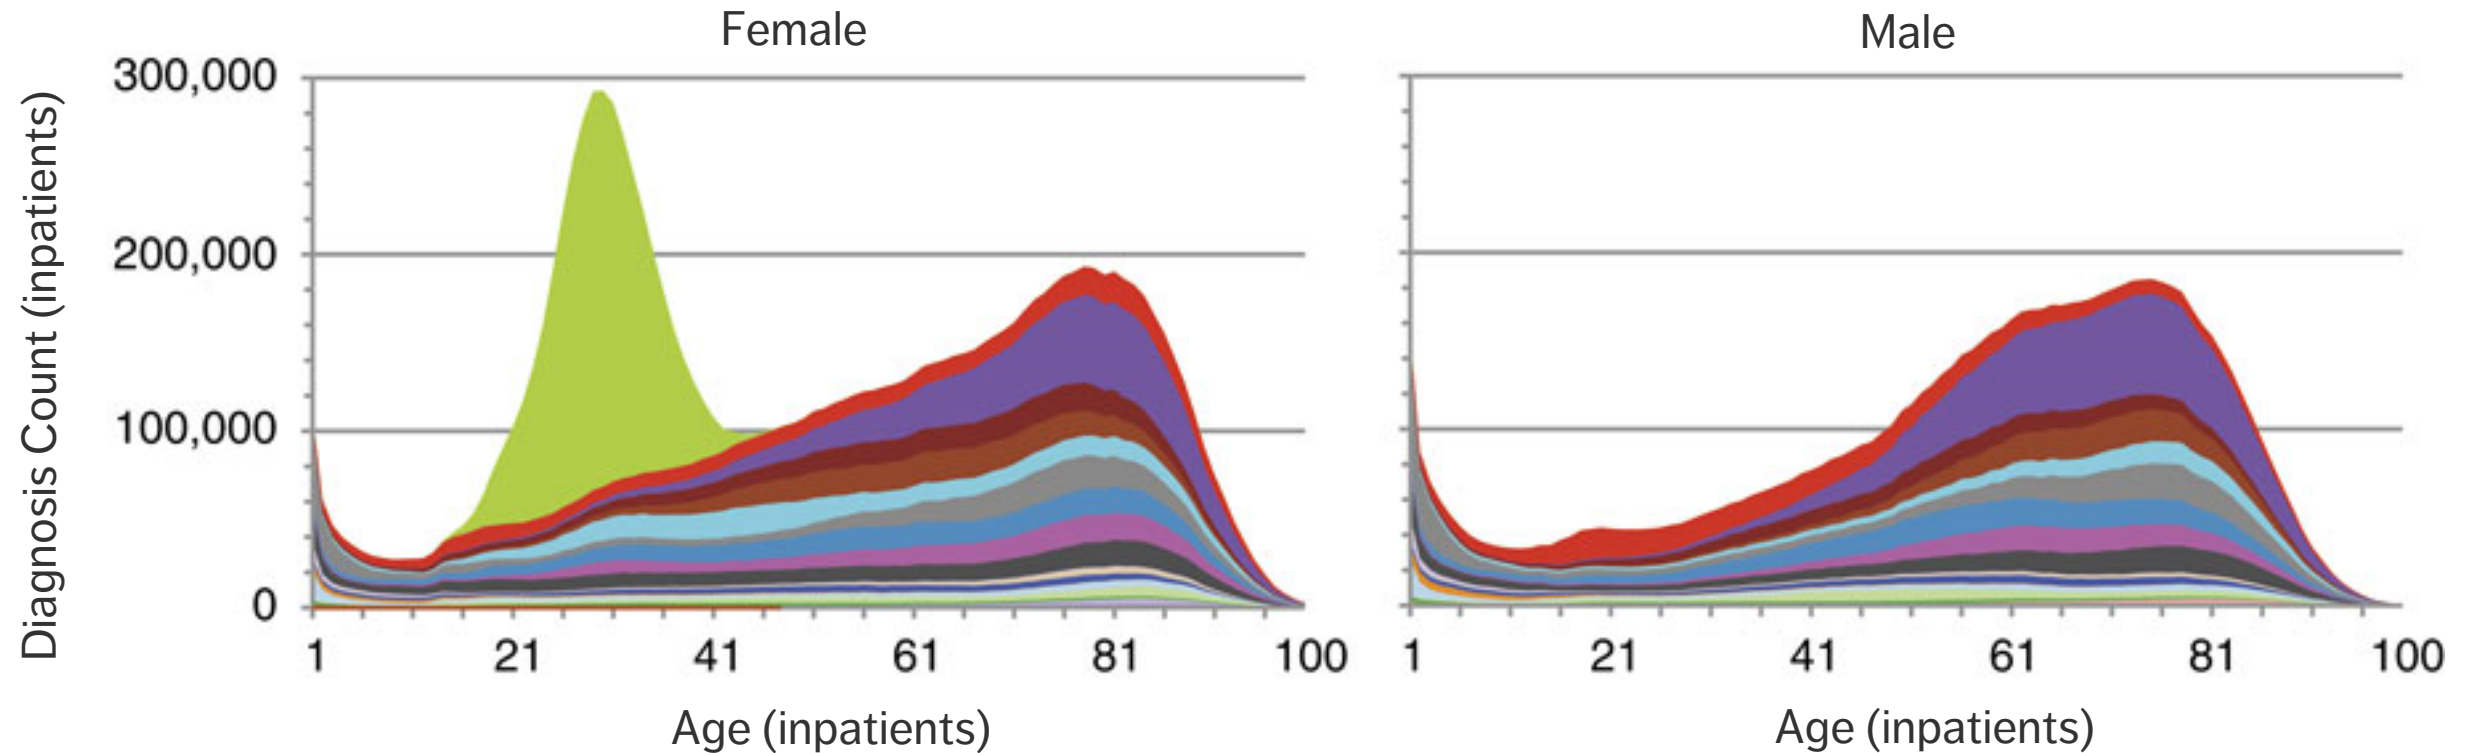 Female
Male
Diagnosis Count (inpatients)
300,000
200,000
100,000
0
1 21 41 61 81 100
1 21 41 61 81 100
Age (inpatients)
Age (inpatients)